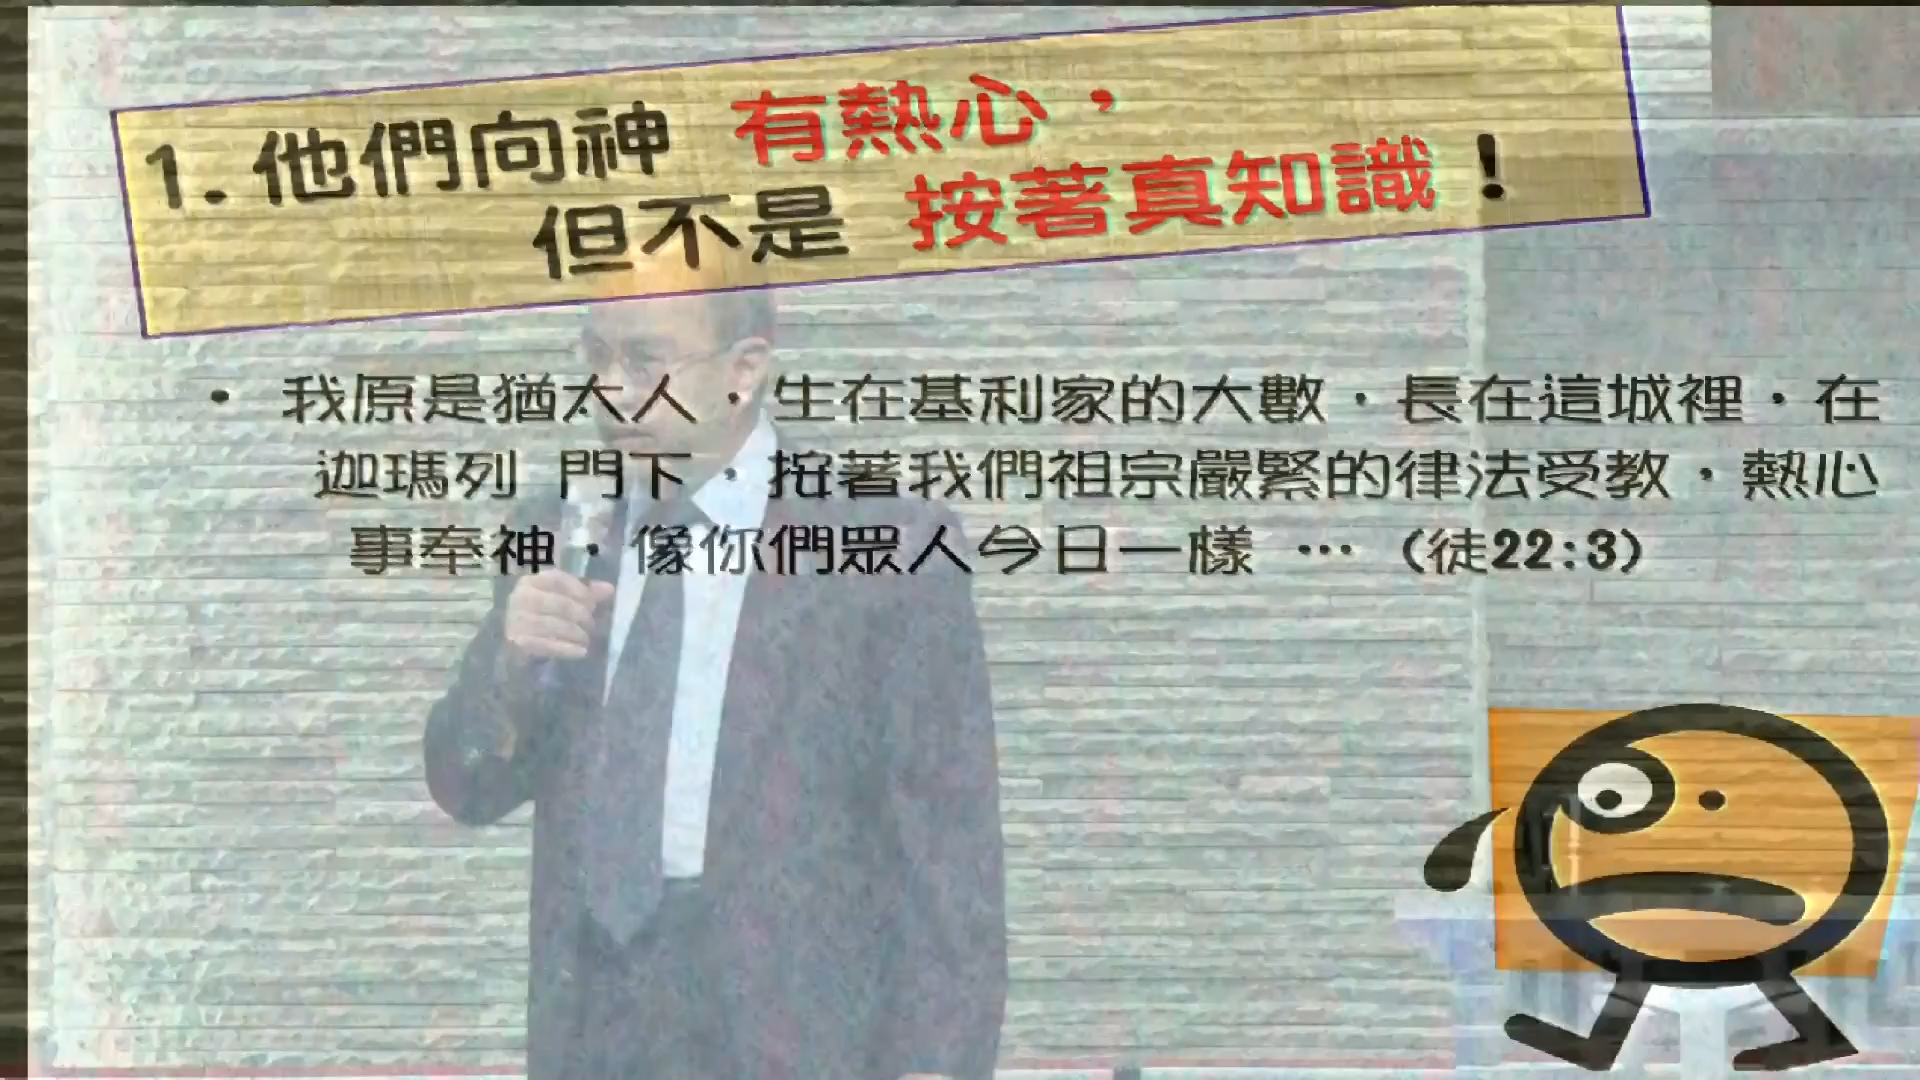 1. 他們向神 有熱心，
但不是 按著真知識！
• 我原是猶太人，生在基利家的大數，長在這城裡，在
迦瑪列 門下，按著我們祖宗嚴緊的律法受教，熱心
事奉神，像你們眾人今日一樣 … （徒22:3）